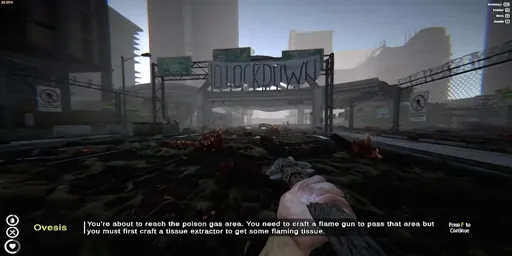 LOCKDOWN
Ovesis
You're about to reach the poison gas area. You need to craft a flame gun to pass that area but
you must first craft a tissue extractor to get some flaming tissue.
Press F to
Continue